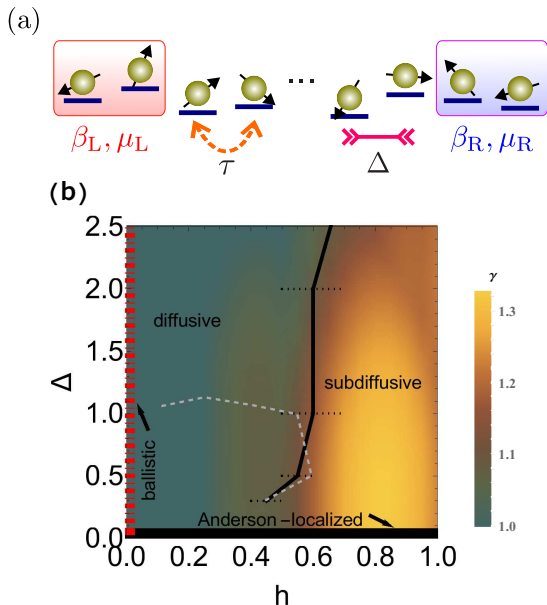 (a)
...
β_L, μ_L
τ
Δ
β_R, μ_R
(b)
2.5
2.0
1.5
1.0
0.5
0.0
Δ
diffusive
subdiffusive
ballistic
Anderson–localized
0.0 0.2 0.4 0.6 0.8 1.0
h
γ
1.3
1.2
1.1
1.0